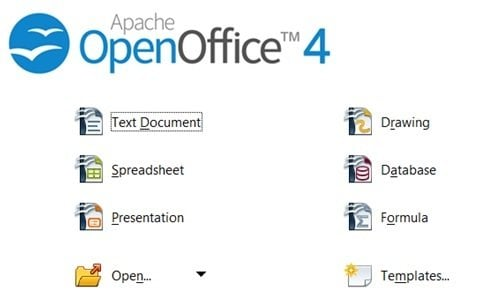 Apache
OpenOffice™ 4
Text Document
Drawing
Spreadsheet
Database
Presentation
Formula
Open...
Templates...